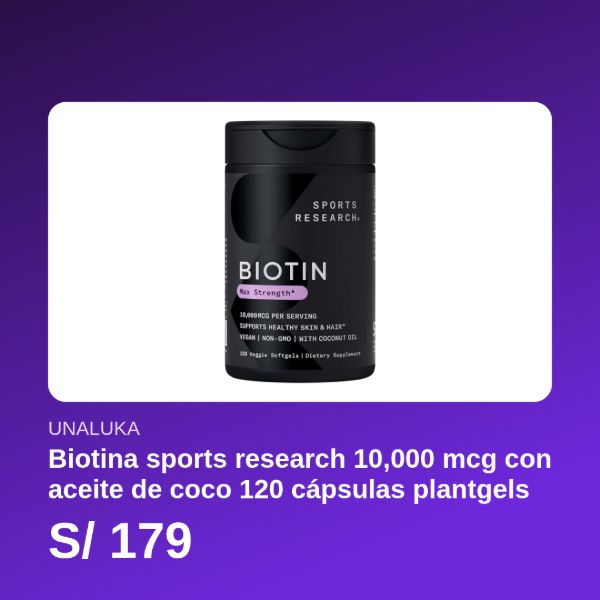 SPORTS
RESEARCH
BIOTIN
Max Strength*
10,000MCG PER SERVING
SUPPORTS HEALTHY SKIN & HAIR*
VEGAN | NON-GMO | WITH COCONUT OIL
120 Veggie Softgels | Dietary Supplement
UNALUKA
Biotina sports research 10,000 mcg con
aceite de coco 120 cápsulas plantgels
S/ 179